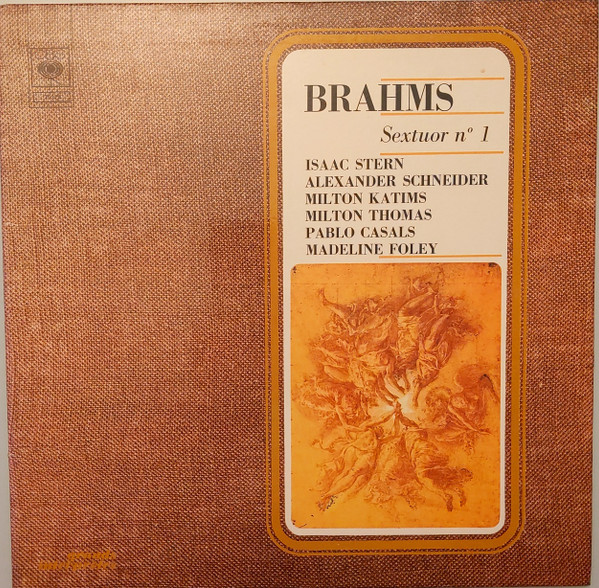 BRAHMS
Sextuor nº 1
ISAAC STERN
ALEXANDER SCHNEIDER
MILTON KATIMS
MILTON THOMAS
PABLO CASALS
MADELINE FOLEY